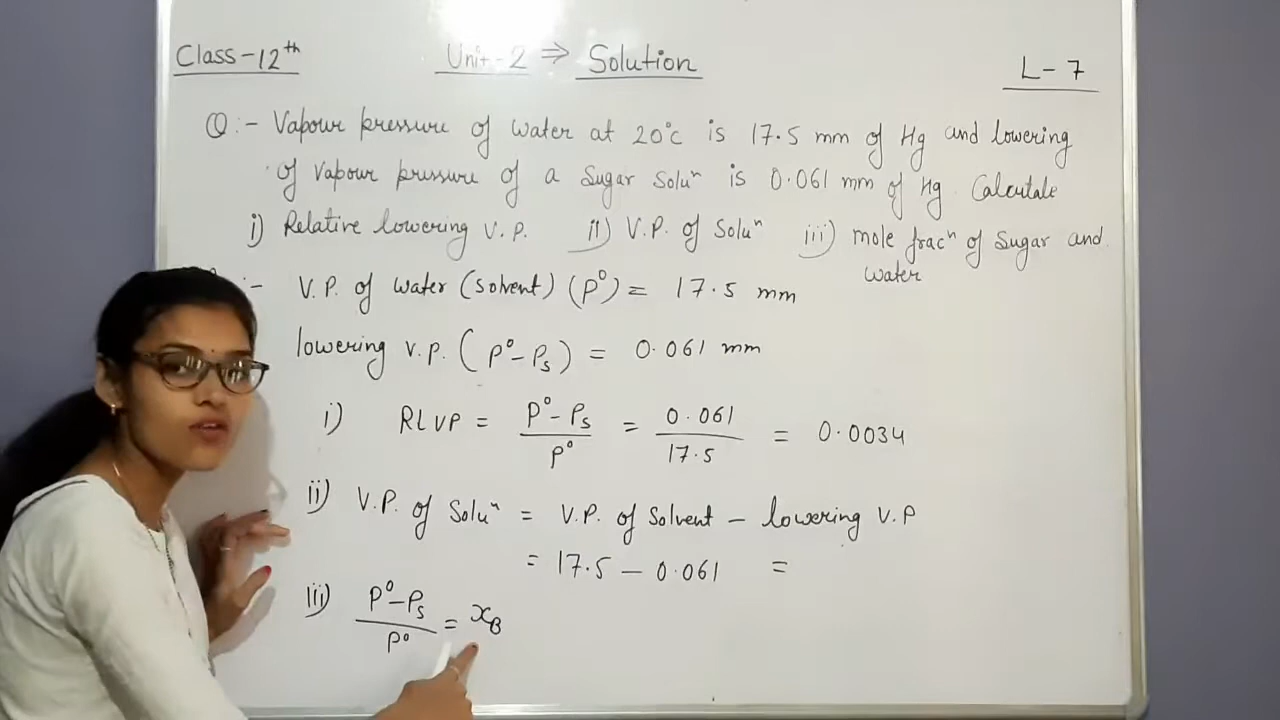 Class-12th Unit-2 ⇒ Solution L-7
Q:- Vapour pressure of water at 20°c is 17.5 mm of Hg and lowering
of vapour pressure of a Sugar Soluⁿ is 0.061 mm of Hg. Calculate
i) Relative lowering V.P. ii) V.P. of Soluⁿ iii) mole fracⁿ of Sugar and
water
:- V.P. of water (Solvent) (P°) = 17.5 mm
lowering V.P. (P°-Ps) = 0.061 mm
i) RLVP = P°-Ps / P° = 0.061 / 17.5 = 0.0034
ii) V.P. of Soluⁿ = V.P. of Solvent - lowering V.P
= 17.5 - 0.061 =
iii) P°-Ps / P° = xB